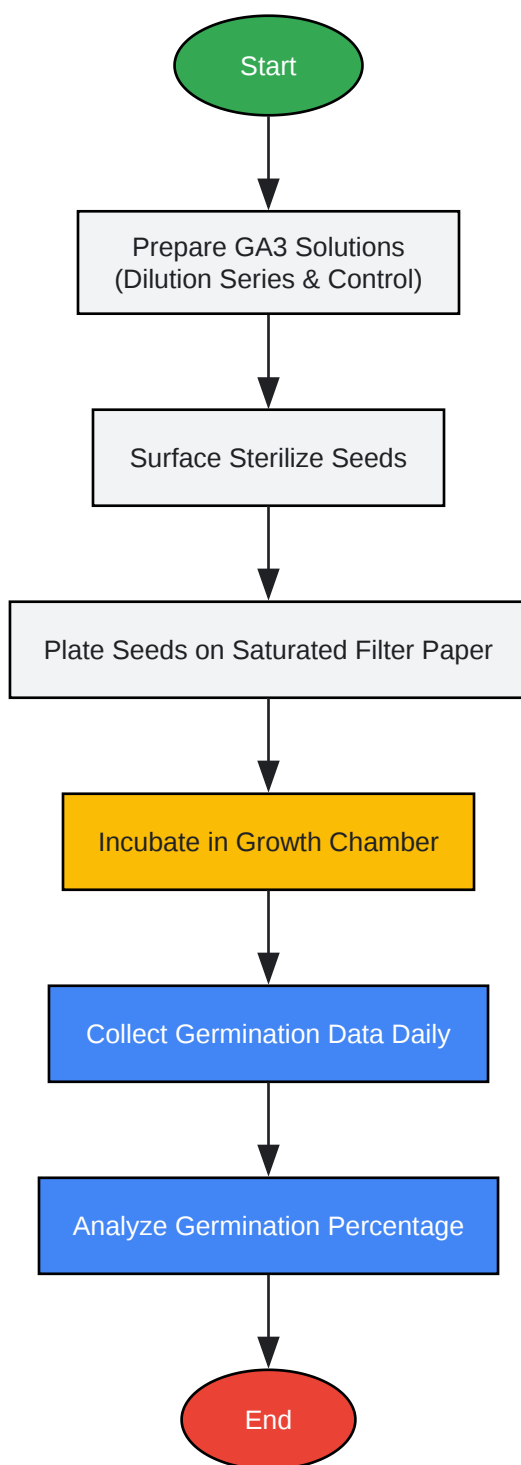 Start
Prepare GA3 Solutions
(Dilution Series & Control)
Surface Sterilize Seeds
Plate Seeds on Saturated Filter Paper
Incubate in Growth Chamber
Collect Germination Data Daily
Analyze Germination Percentage
End